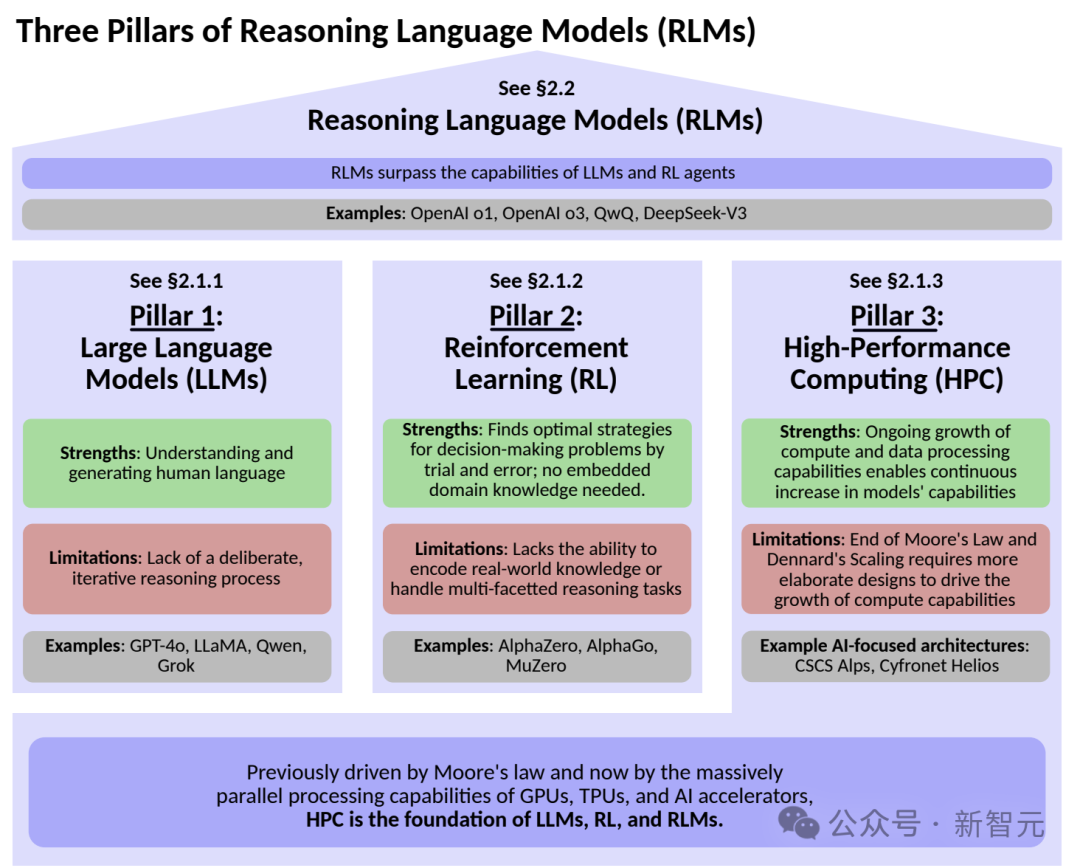 Three Pillars of Reasoning Language Models (RLMs)
See §2.2
Reasoning Language Models (RLMs)
RLMs surpass the capabilities of LLMs and RL agents
Examples: OpenAI o1, OpenAI o3, QwQ, DeepSeek-V3
See §2.1.1
Pillar 1:
Large Language
Models (LLMs)
Strengths: Understanding and
generating human language
Limitations: Lack of a deliberate,
iterative reasoning process
Examples: GPT-4o, LLaMA, Qwen,
Grok
See §2.1.2
Pillar 2:
Reinforcement
Learning (RL)
Strengths: Finds optimal strategies
for decision-making problems by
trial and error; no embedded
domain knowledge needed.
Limitations: Lacks the ability to
encode real-world knowledge or
handle multi-facetted reasoning tasks
Examples: AlphaZero, AlphaGo,
MuZero
See §2.1.3
Pillar 3:
High-Performance
Computing (HPC)
Strengths: Ongoing growth of
compute and data processing
capabilities enables continuous
increase in models' capabilities
Limitations: End of Moore's Law and
Dennard's Scaling requires more
elaborate designs to drive the
growth of compute capabilities
Example AI-focused architectures:
CSCS Alps, Cyfronet Helios
Previously driven by Moore's law and now by the massively
parallel processing capabilities of GPUs, TPUs, and AI accelerators,
HPC is the foundation of LLMs, RL, and RLMs.
公众号 · 新智元